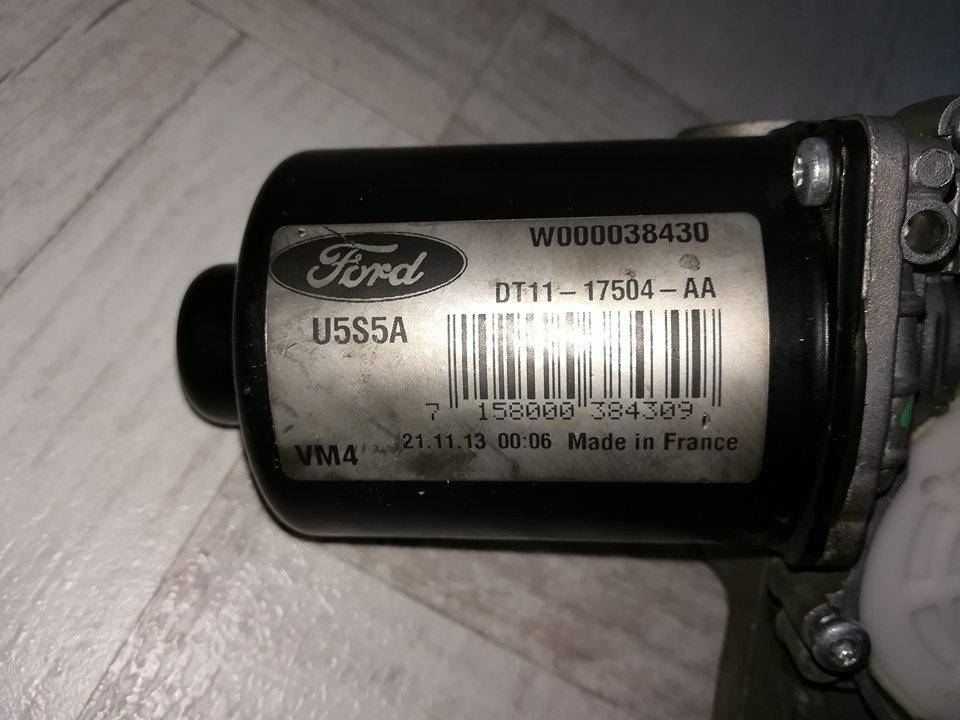 Ford
W000038430
DT11-17504-AA
U5S5A
7 158000 384309
VM4
21.11.13 00:06 Made in France